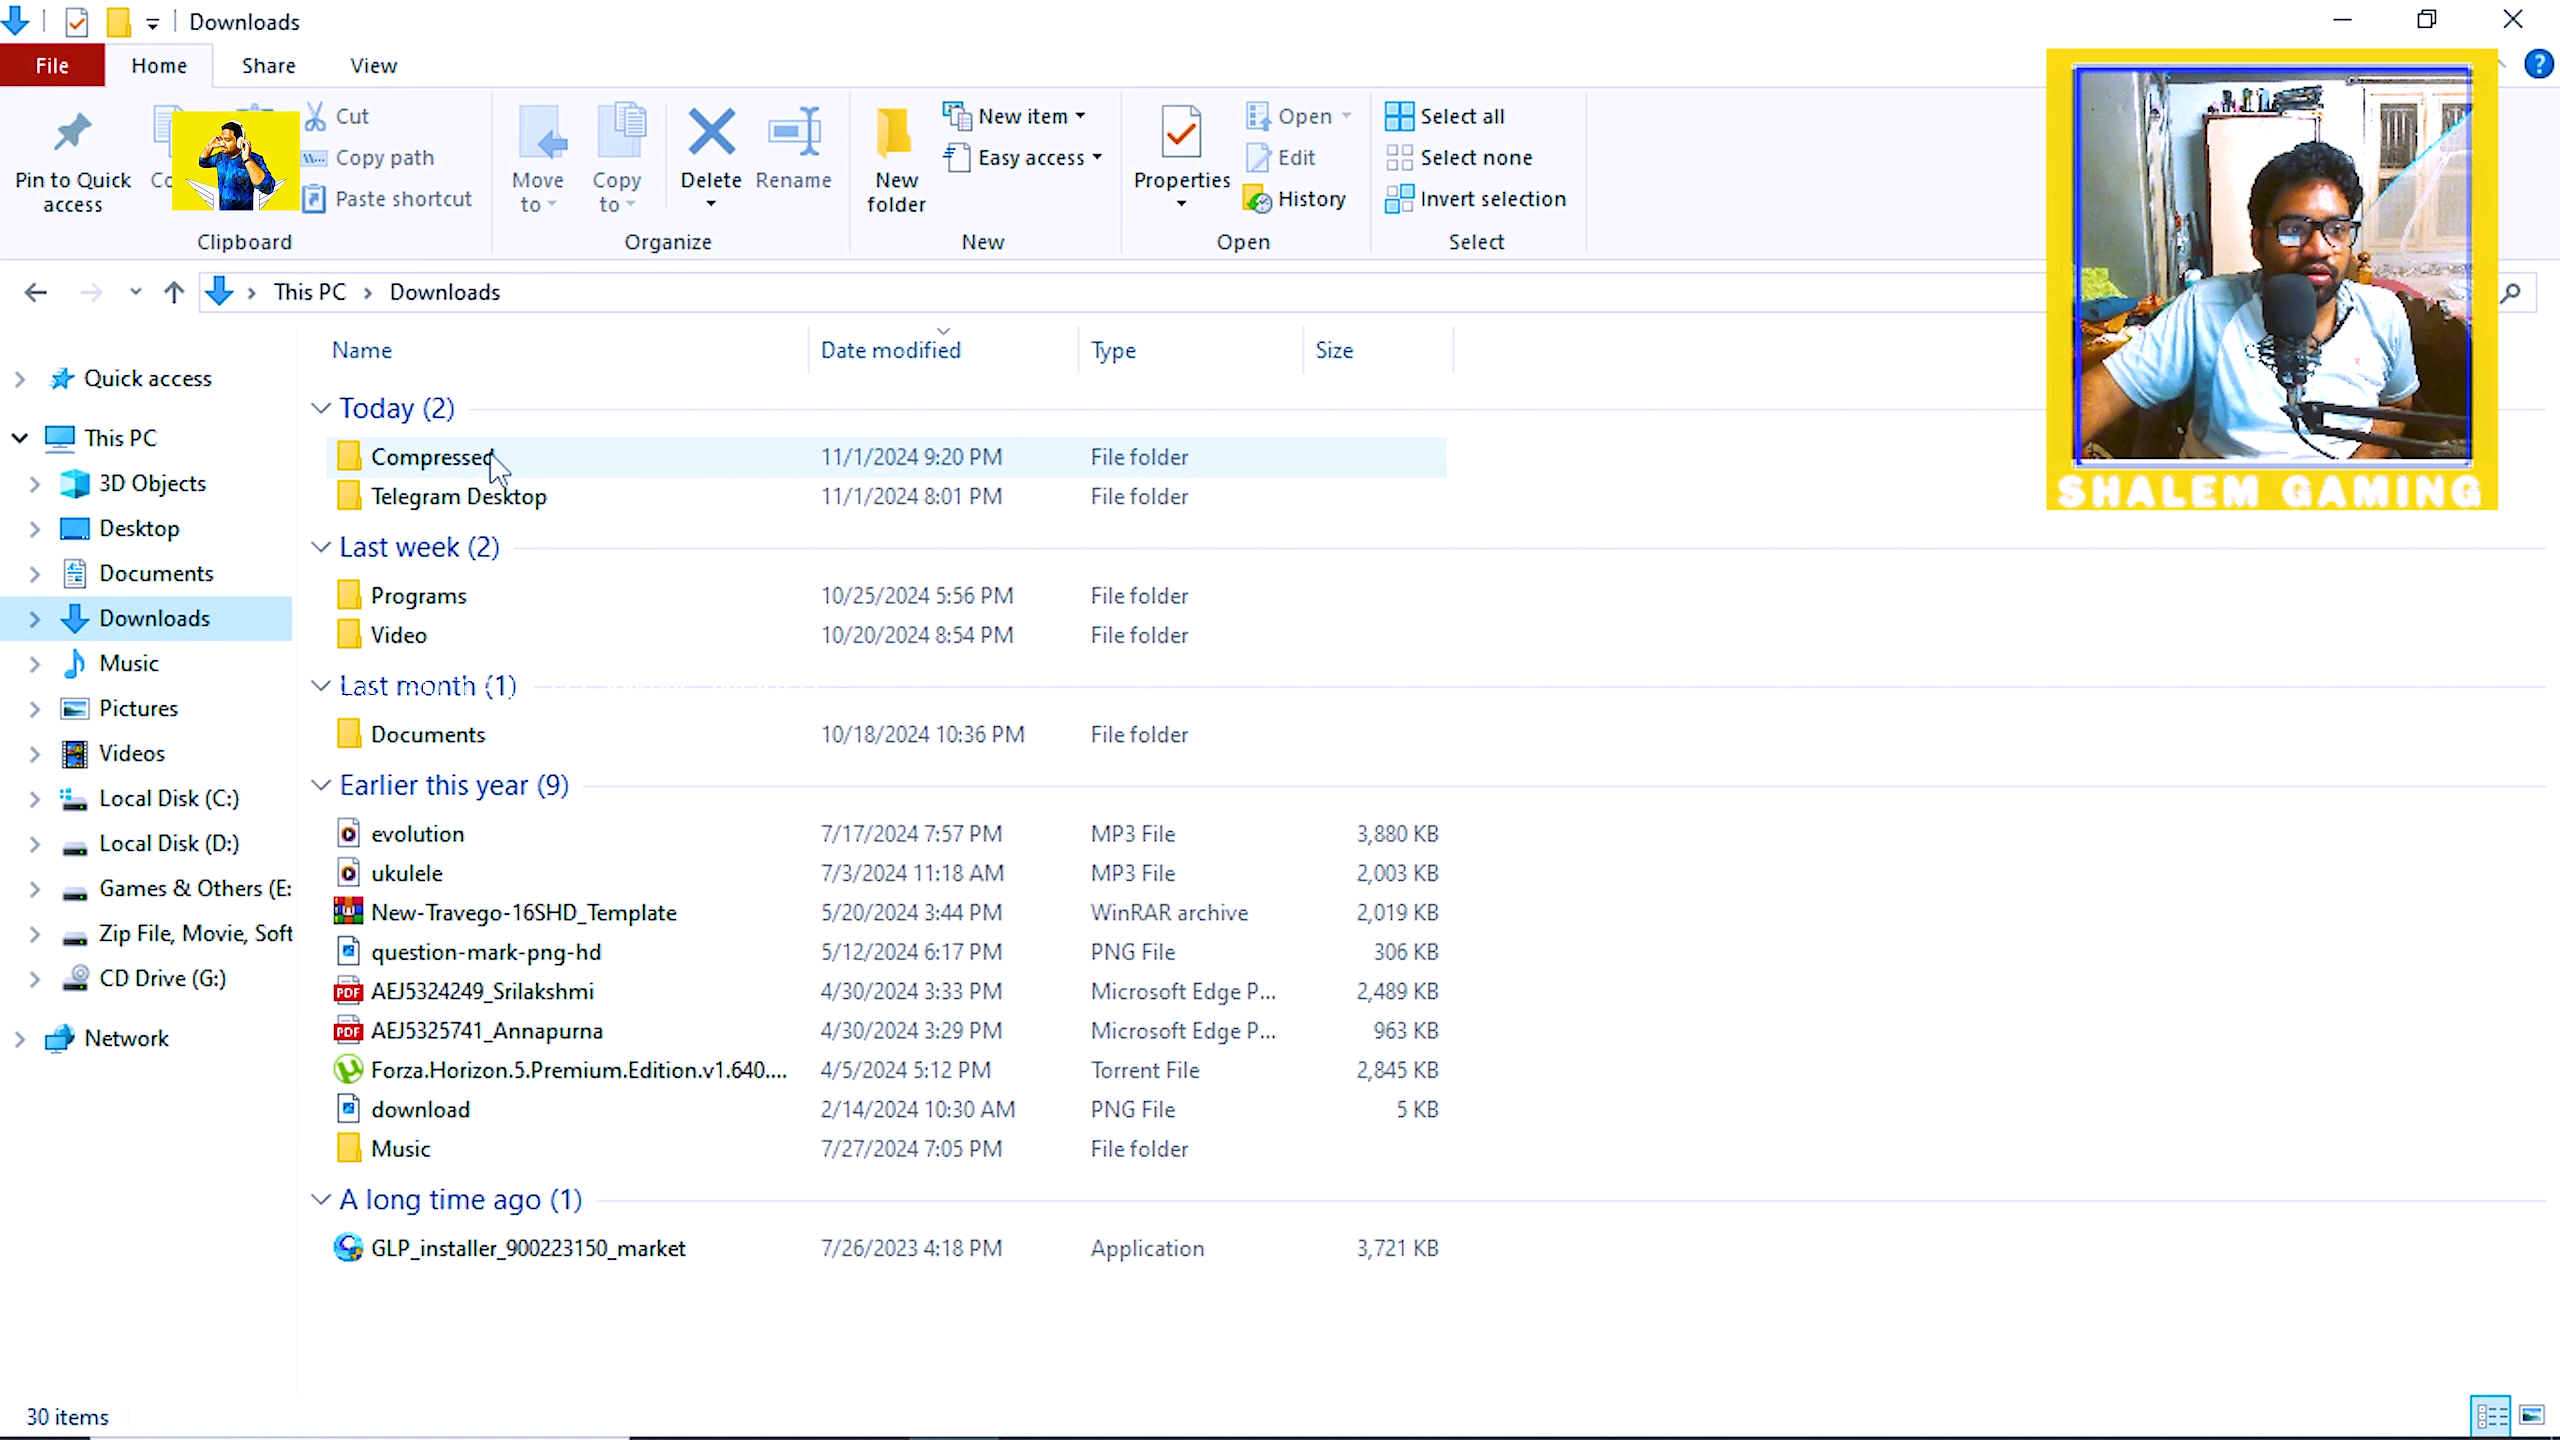 Downloads
File Home Share View
Pin to Quick access
Cut
Copy path
Paste shortcut
Clipboard
Move to
Copy to
Delete
Rename
Organize
New folder
New item
Easy access
New
Properties
Open
Edit
History
Open
Select all
Select none
Invert selection
Select
This PC > Downloads
SHALEM GAMING
Name Date modified Type Size
Quick access
This PC
3D Objects
Desktop
Documents
Downloads
Music
Pictures
Videos
Local Disk (C:)
Local Disk (D:)
Games & Others (E:
Zip File, Movie, Soft
CD Drive (G:)
Network
Today (2)
Compressed 11/1/2024 9:20 PM File folder
Telegram Desktop 11/1/2024 8:01 PM File folder
Last week (2)
Programs 10/25/2024 5:56 PM File folder
Video 10/20/2024 8:54 PM File folder
Last month (1)
Documents 10/18/2024 10:36 PM File folder
Earlier this year (9)
evolution 7/17/2024 7:57 PM MP3 File 3,880 KB
ukulele 7/3/2024 11:18 AM MP3 File 2,003 KB
New-Travego-16SHD_Template 5/20/2024 3:44 PM WinRAR archive 2,019 KB
question-mark-png-hd 5/12/2024 6:17 PM PNG File 306 KB
AEJ5324249_Srilakshmi 4/30/2024 3:33 PM Microsoft Edge P... 2,489 KB
AEJ5325741_Annapurna 4/30/2024 3:29 PM Microsoft Edge P... 963 KB
Forza.Horizon.5.Premium.Edition.v1.640.... 4/5/2024 5:12 PM Torrent File 2,845 KB
download 2/14/2024 10:30 AM PNG File 5 KB
Music 7/27/2024 7:05 PM File folder
A long time ago (1)
GLP_installer_900223150_market 7/26/2023 4:18 PM Application 3,721 KB
30 items